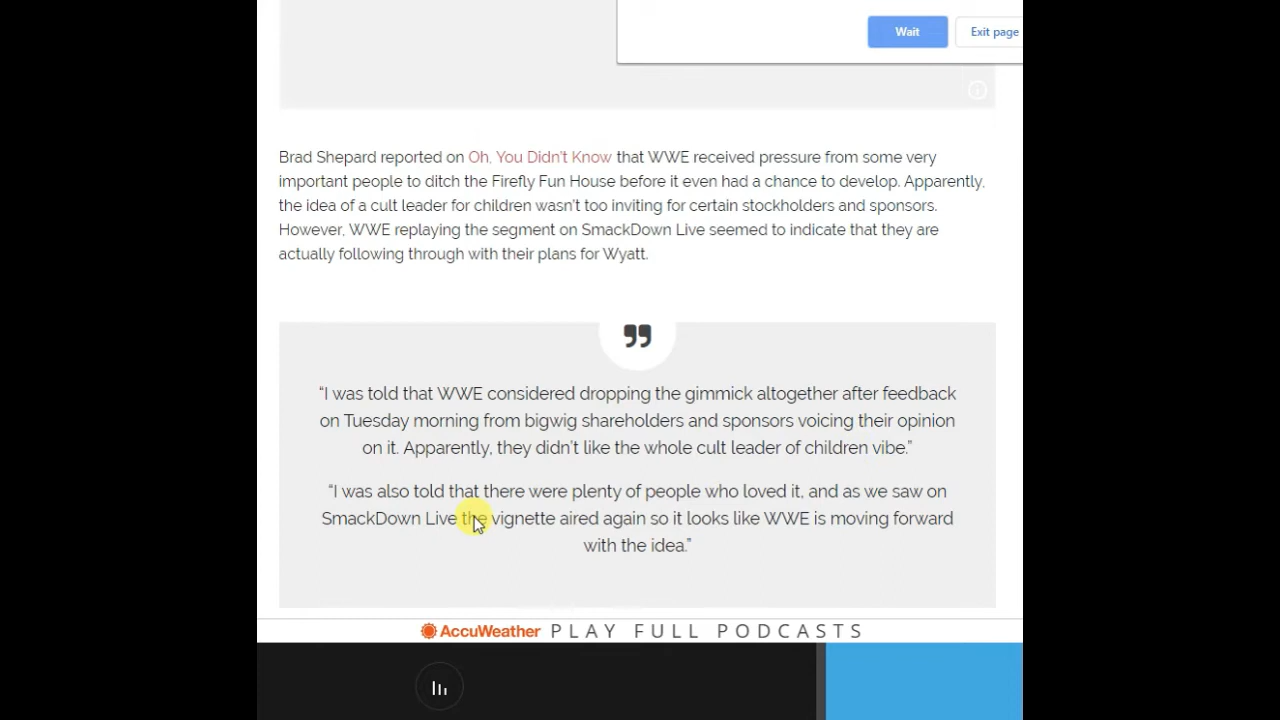 Wait
Exit page
Brad Shepard reported on Oh, You Didn't Know that WWE received pressure from some very
important people to ditch the Firefly Fun House before it even had a chance to develop. Apparently,
the idea of a cult leader for children wasn't too inviting for certain stockholders and sponsors.
However, WWE replaying the segment on SmackDown Live seemed to indicate that they are
actually following through with their plans for Wyatt.
"I was told that WWE considered dropping the gimmick altogether after feedback
on Tuesday morning from bigwig shareholders and sponsors voicing their opinion
on it. Apparently, they didn't like the whole cult leader of children vibe."
"I was also told that there were plenty of people who loved it, and as we saw on
SmackDown Live the vignette aired again so it looks like WWE is moving forward
with the idea."
AccuWeather PLAY FULL PODCASTS